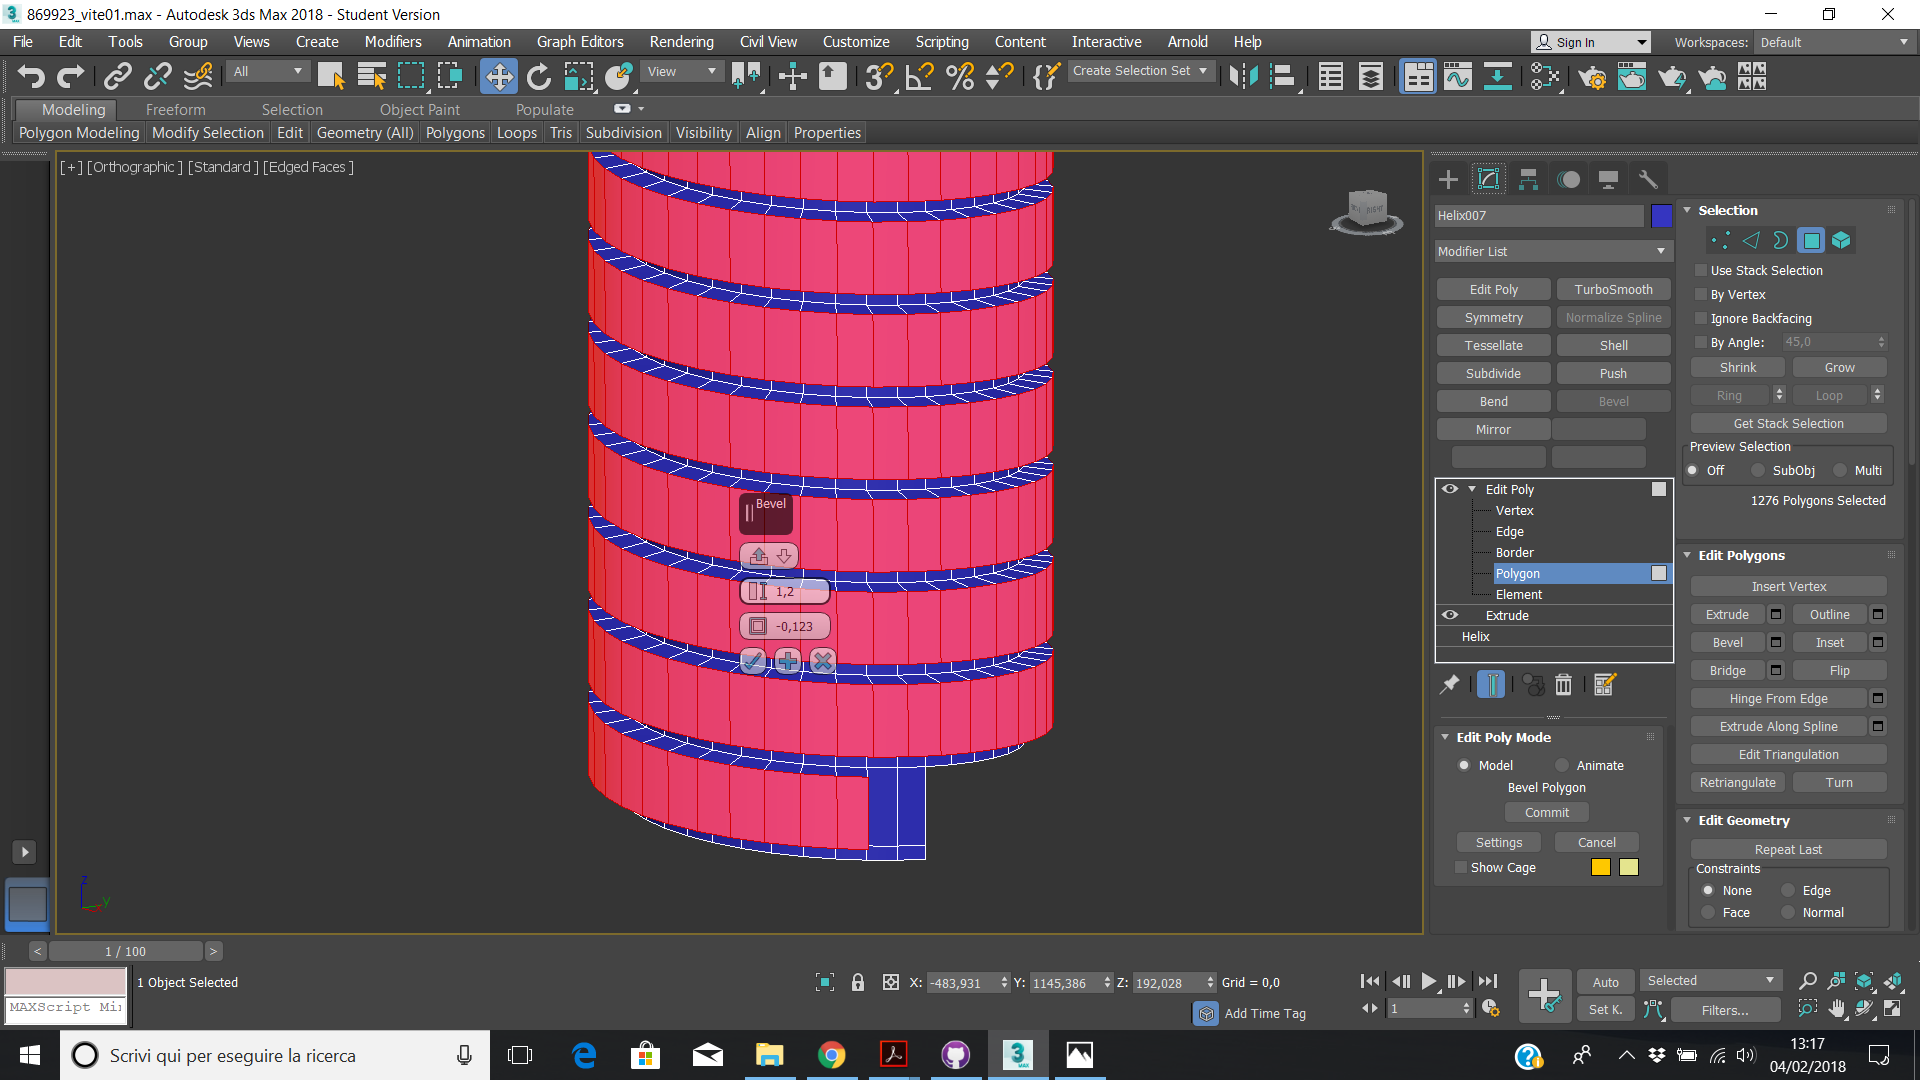 869923_vite01.max - Autodesk 3ds Max 2018 - Student Version
File Edit Tools Group Views Create Modifiers Animation Graph Editors Rendering Civil View Customize Scripting Content Interactive Arnold Help Sign In Workspaces: Default
All View Create Selection Set
Modeling Freeform Selection Object Paint Populate
Polygon Modeling Modify Selection Edit Geometry (All) Polygons Loops Tris Subdivision Visibility Align Properties
[+] [Orthographic ] [Standard ] [Edged Faces ]
RIGHT
Bevel
1,2
-0,123
z
y
x
Helix007
Modifier List
Edit Poly TurboSmooth
Symmetry Normalize Spline
Tessellate Shell
Subdivide Push
Bend Bevel
Mirror
Edit Poly
Vertex
Edge
Border
Polygon
Element
Extrude
Helix
Edit Poly Mode
Model Animate
Bevel Polygon
Commit
Settings Cancel
Show Cage
Selection
Use Stack Selection
By Vertex
Ignore Backfacing
By Angle: 45,0
Shrink Grow
Ring Loop
Get Stack Selection
Preview Selection
Off SubObj Multi
1276 Polygons Selected
Edit Polygons
Insert Vertex
Extrude Outline
Bevel Inset
Bridge Flip
Hinge From Edge
Extrude Along Spline
Edit Triangulation
Retriangulate Turn
Edit Geometry
Repeat Last
Constraints
None Edge
Face Normal
< 1 / 100 >
1 Object Selected
MAXScript Mi
X: -483,931 Y: 1145,386 Z: 192,028 Grid = 0,0
Add Time Tag
1
Auto Selected
Set K. Filters...
Scrivi qui per eseguire la ricerca
3
MAX
13:17
04/02/2018